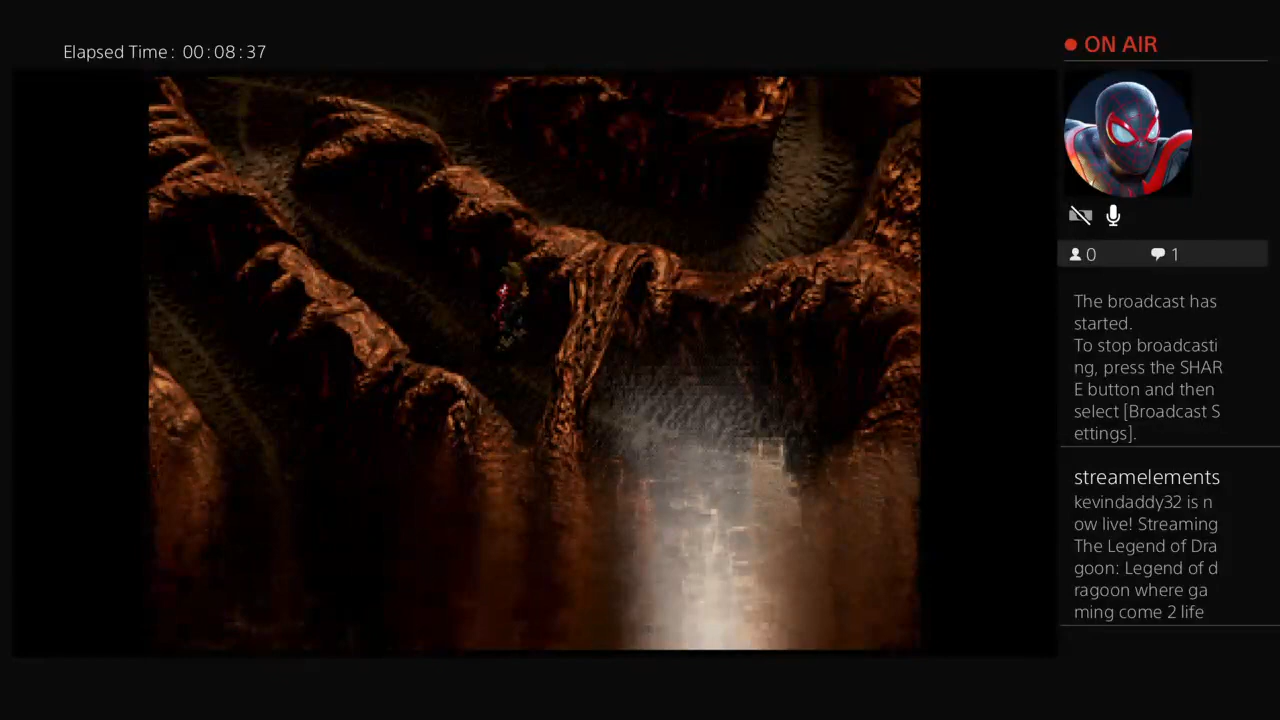 Elapsed Time: 00:08:37
ON AIR
0
1
The broadcast has
started.
To stop broadcasti
ng, press the SHAR
E button and then
select [Broadcast S
ettings].
streamelements
kevindaddy32 is n
ow live! Streaming
The Legend of Dra
goon: Legend of d
ragoon where ga
ming come 2 life